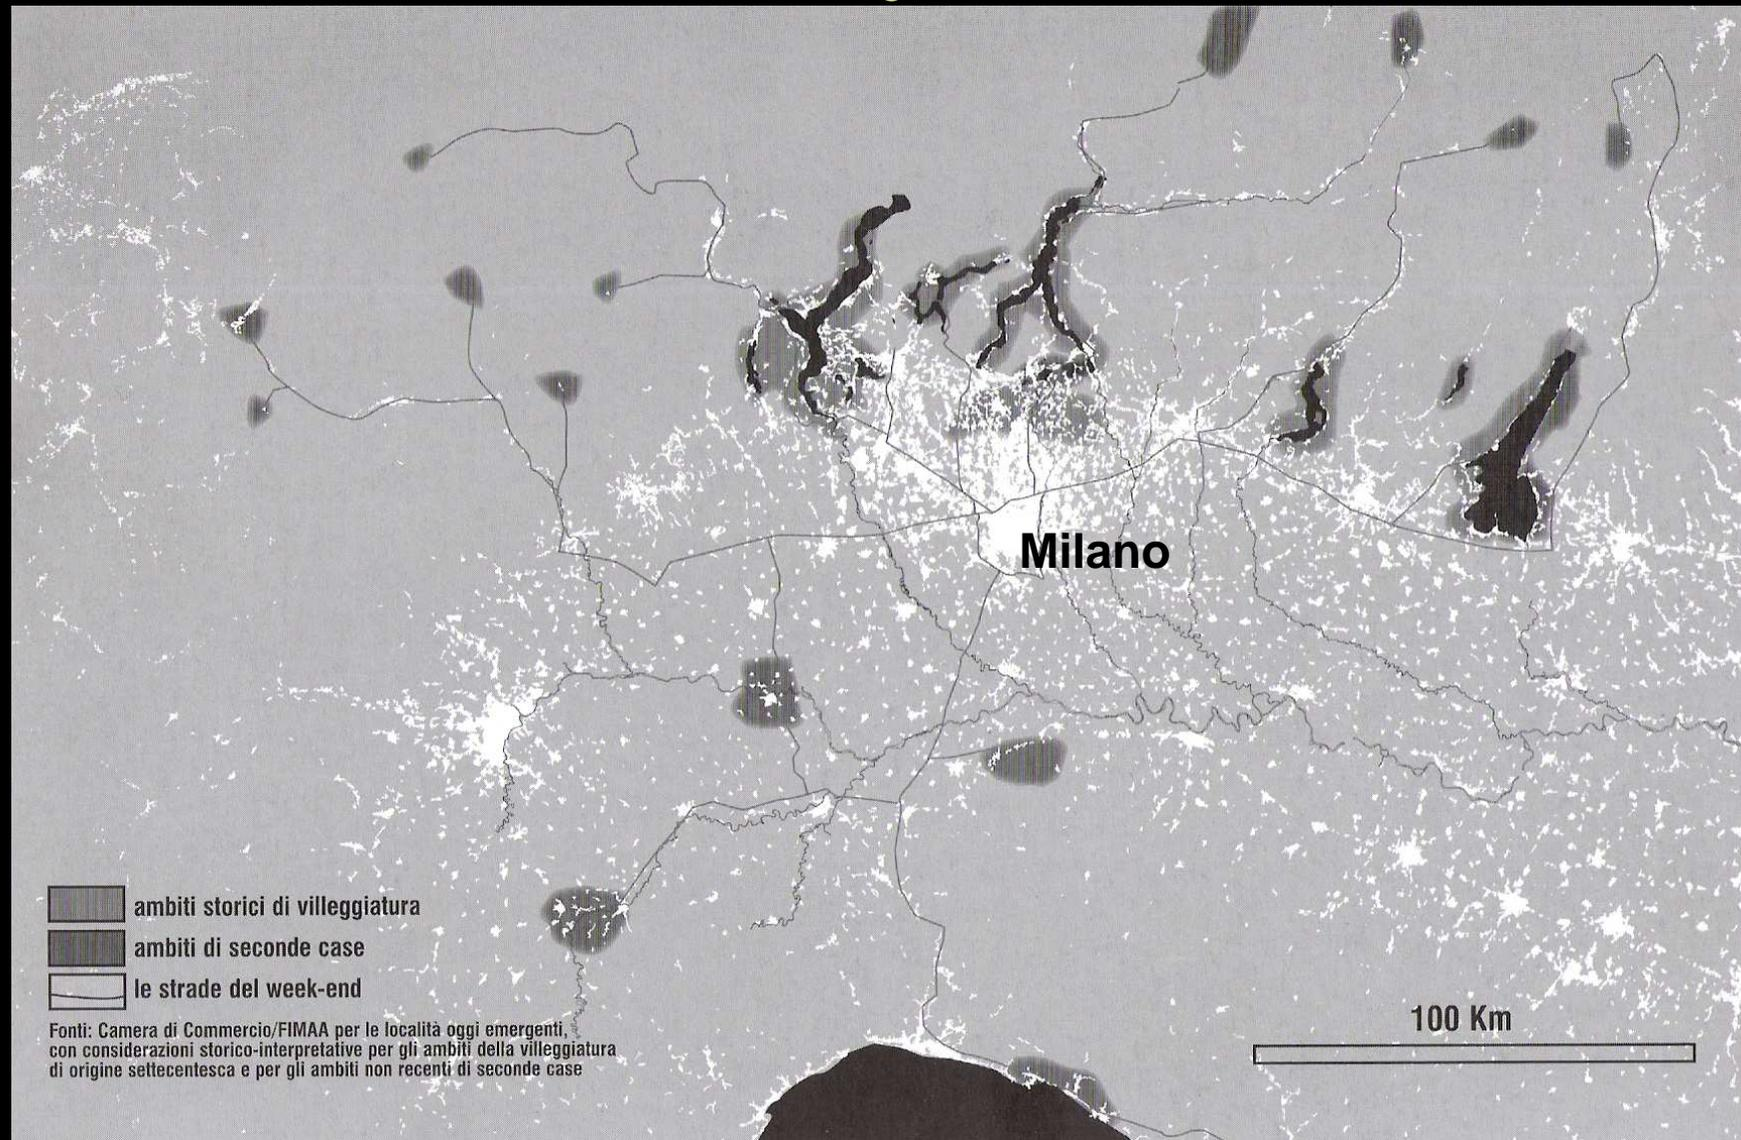 Milano
ambiti storici di villeggiatura
ambiti di seconde case
le strade del week-end
Fonti: Camera di Commercio/FIMAA per le località oggi emergenti,
con considerazioni storico-interpretative per gli ambiti della villeggiatura
di origine settecentesca e per gli ambiti non recenti di seconde case
100 Km